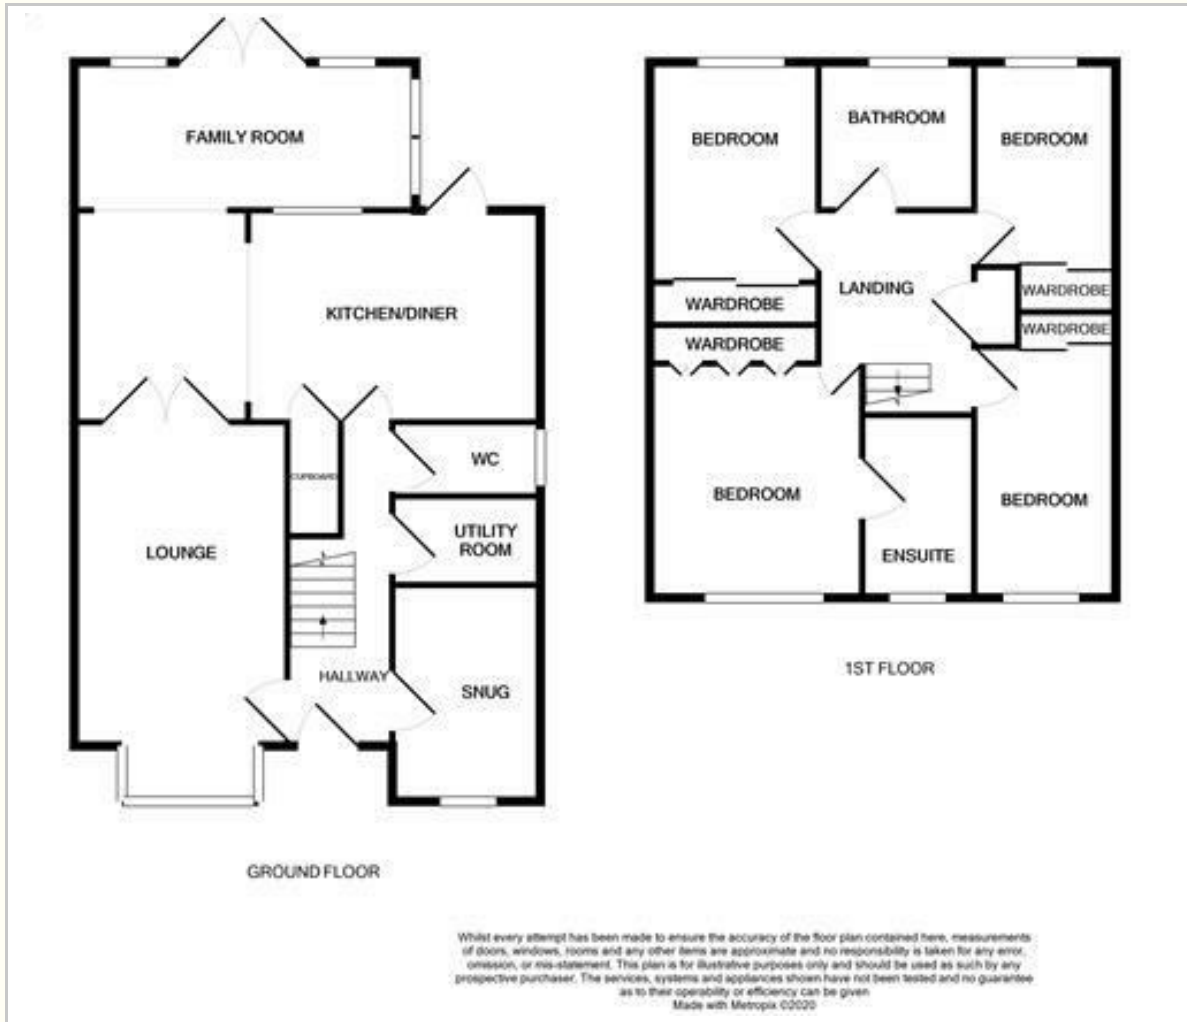 FAMILY ROOM
KITCHEN/DINER
CUPBOARD
WC
UTILITY
ROOM
LOUNGE
HALLWAY
SNUG
GROUND FLOOR
BEDROOM
BATHROOM
BEDROOM
LANDING
WARDROBE
WARDROBE
WARDROBE
WARDROBE
BEDROOM
ENSUITE
BEDROOM
1ST FLOOR
Whilst every attempt has been made to ensure the accuracy of the floor plan contained here, measurements
of doors, windows, rooms and any other items are approximate and no responsibility is taken for any error,
omission, or mis-statement. This plan is for illustrative purposes only and should be used as such by any
prospective purchaser. The services, systems and appliances shown have not been tested and no guarantee
as to their operability or efficiency can be given
Made with Metropix ©2020